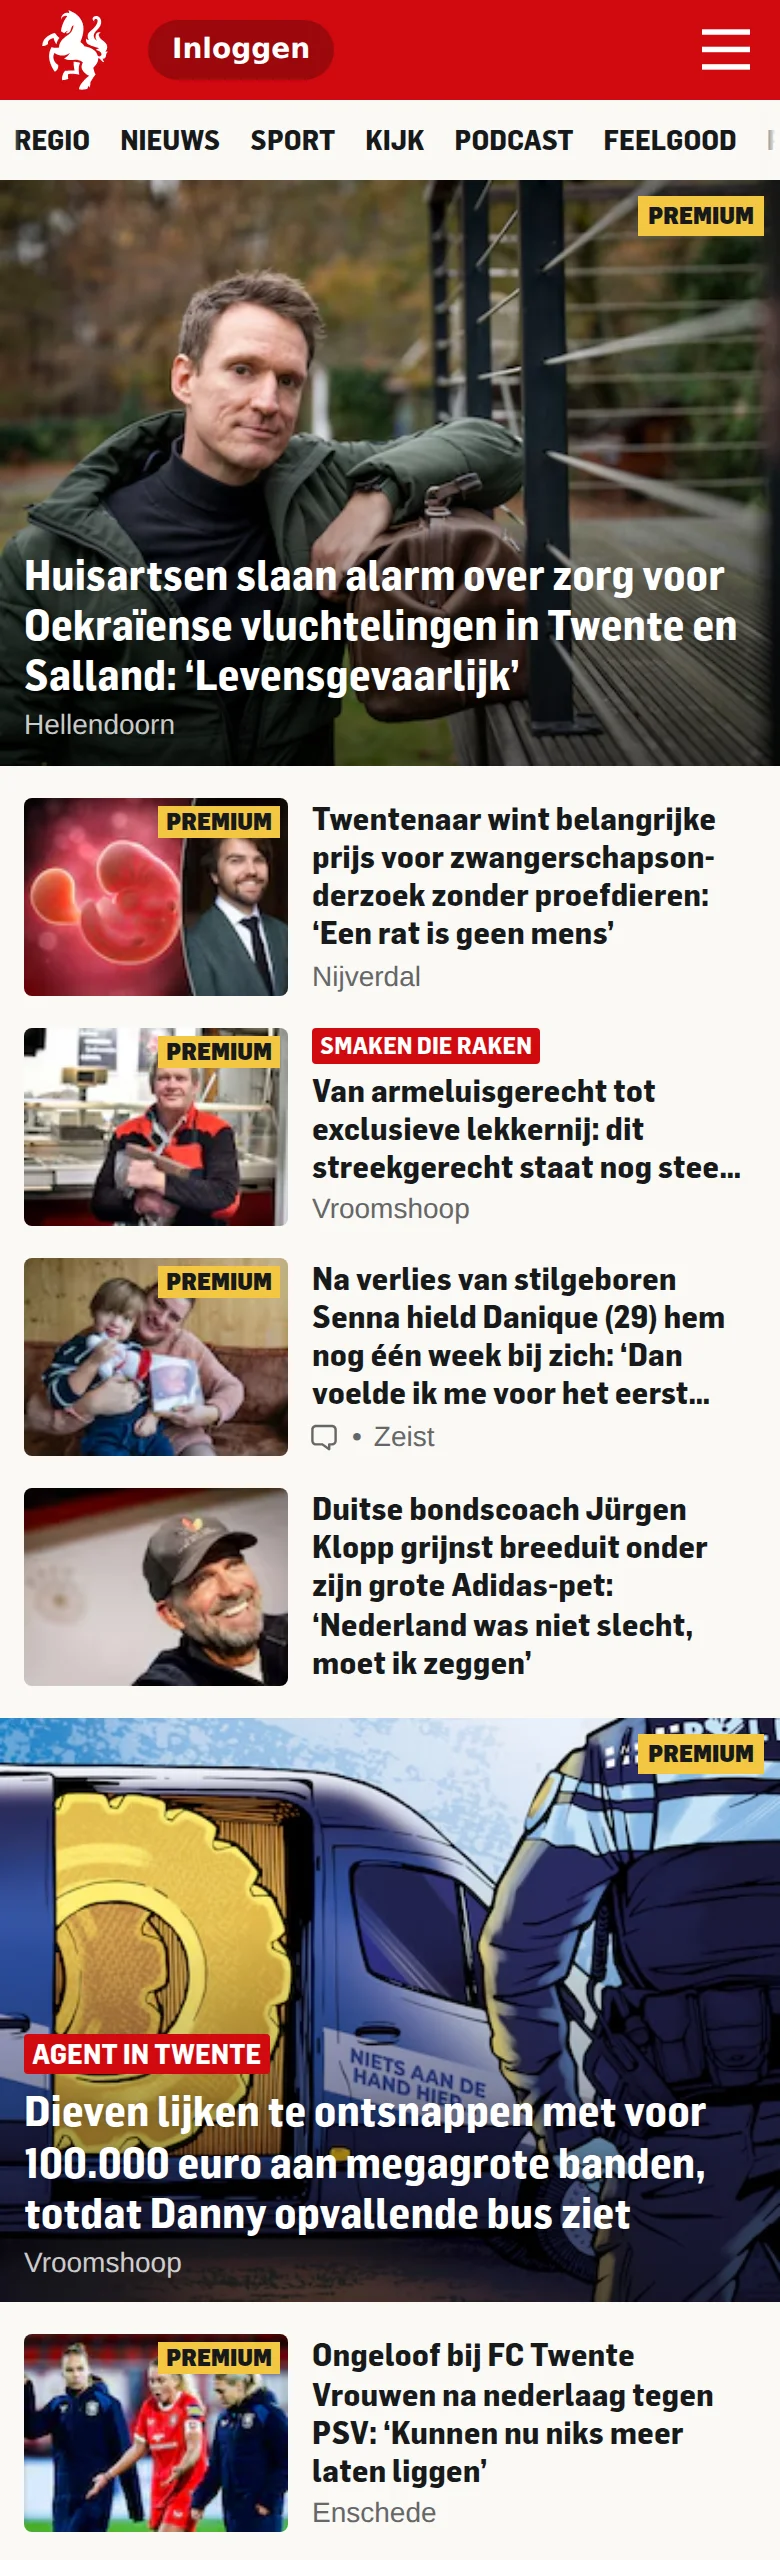 Inloggen
REGIO NIEUWS SPORT KIJK PODCAST FEELGOOD
PREMIUM
Huisartsen slaan alarm over zorg voor
Oekraïense vluchtelingen in Twente en
Salland: ‘Levensgevaarlijk’
Hellendoorn
PREMIUM
Twentenaar wint belangrijke
prijs voor zwangerschapson-
derzoek zonder proefdieren:
‘Een rat is geen mens’
Nijverdal
PREMIUM
SMAKEN DIE RAKEN
Van armeluisgerecht tot
exclusieve lekkernij: dit
streekgerecht staat nog stee...
Vroomshoop
PREMIUM
Na verlies van stilgeboren
Senna hield Danique (29) hem
nog één week bij zich: ‘Dan
voelde ik me voor het eerst...
• Zeist
Duitse bondscoach Jürgen
Klopp grijnst breeduit onder
zijn grote Adidas-pet:
‘Nederland was niet slecht,
moet ik zeggen’
PREMIUM
NIETS AAN DE
HAND HIER
AGENT IN TWENTE
Dieven lijken te ontsnappen met voor
100.000 euro aan megagrote banden,
totdat Danny opvallende bus ziet
Vroomshoop
PREMIUM
Ongeloof bij FC Twente
Vrouwen na nederlaag tegen
PSV: ‘Kunnen nu niks meer
laten liggen’
Enschede